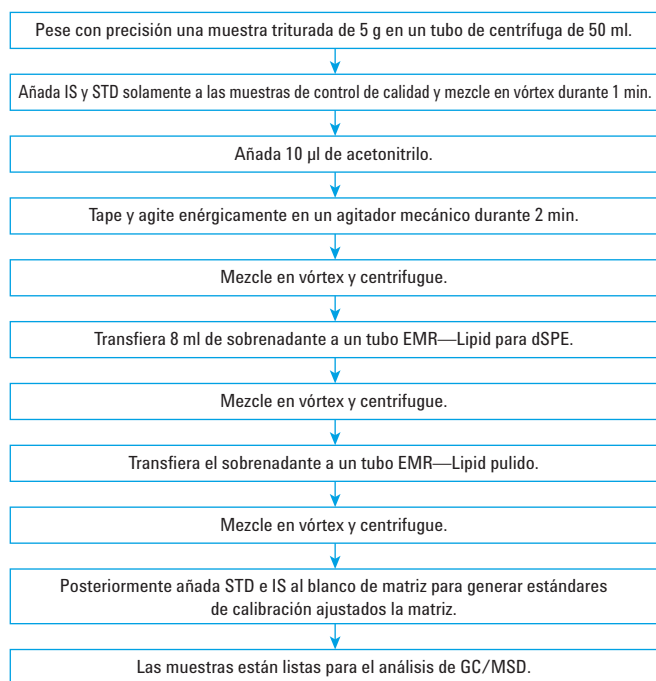 Pese con precisión una muestra triturada de 5 g en un tubo de centrífuga de 50 ml.
Añada IS y STD solamente a las muestras de control de calidad y mezcle en vórtex durante 1 min.
Añada 10 µl de acetonitrilo.
Tape y agite enérgicamente en un agitador mecánico durante 2 min.
Mezcle en vórtex y centrifugue.
Transfiera 8 ml de sobrenadante a un tubo EMR—Lipid para dSPE.
Mezcle en vórtex y centrifugue.
Transfiera el sobrenadante a un tubo EMR—Lipid pulido.
Mezcle en vórtex y centrifugue.
Posteriormente añada STD e IS al blanco de matriz para generar estándares
de calibración ajustados la matriz.
Las muestras están listas para el análisis de GC/MSD.